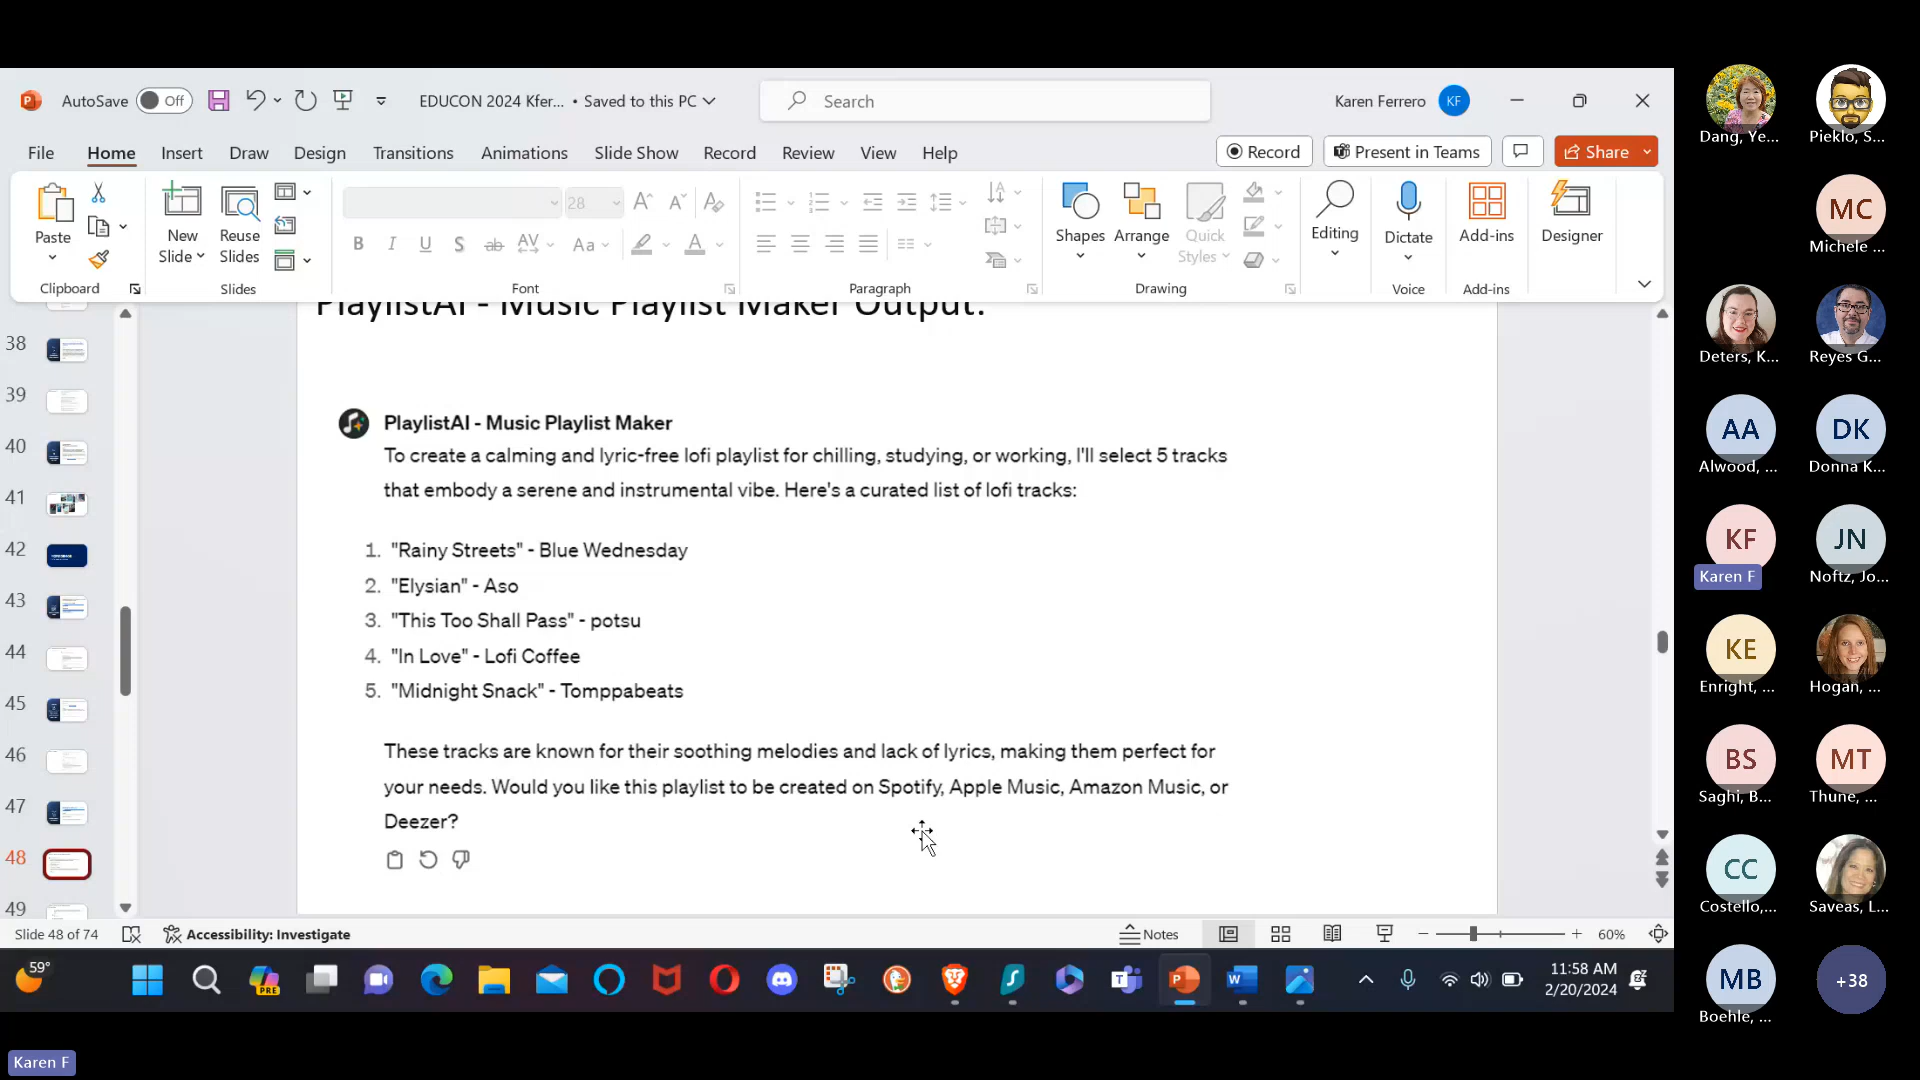 AutoSave Off EDUCON 2024 Kfer... • Saved to this PC Search Karen Ferrero KF
File Home Insert Draw Design Transitions Animations Slide Show Record Review View Help Record Present in Teams Share
Paste
New Slide
Reuse Slides
28
B I U S ab AV Aa A
Shapes
Arrange
Quick Styles
Editing
Dictate
Add-ins
Designer
Clipboard Slides Font Paragraph Drawing Voice Add-ins
PlaylistAI - Music Playlist Maker Output:
38
39
40
41
42
43
44
45
46
47
48
49
PlaylistAI - Music Playlist Maker
To create a calming and lyric-free lofi playlist for chilling, studying, or working, I'll select 5 tracks
that embody a serene and instrumental vibe. Here's a curated list of lofi tracks:
1. "Rainy Streets" - Blue Wednesday
2. "Elysian" - Aso
3. "This Too Shall Pass" - potsu
4. "In Love" - Lofi Coffee
5. "Midnight Snack" - Tomppabeats
These tracks are known for their soothing melodies and lack of lyrics, making them perfect for
your needs. Would you like this playlist to be created on Spotify, Apple Music, Amazon Music, or
Deezer?
Slide 48 of 74 Accessibility: Investigate Notes 60%
59°
PRE
11:58 AM
2/20/2024
Karen F
Dang, Ye...
Pieklo, S...
MC
Michele ...
Deters, K...
Reyes G...
AA
Alwood, ...
DK
Donna K...
KF
Karen F
JN
Noftz, Jo...
KE
Enright, ...
Hogan, ...
BS
Saghi, B...
MT
Thune, ...
CC
Costello,...
Saveas, L...
MB
Boehle, ...
+38